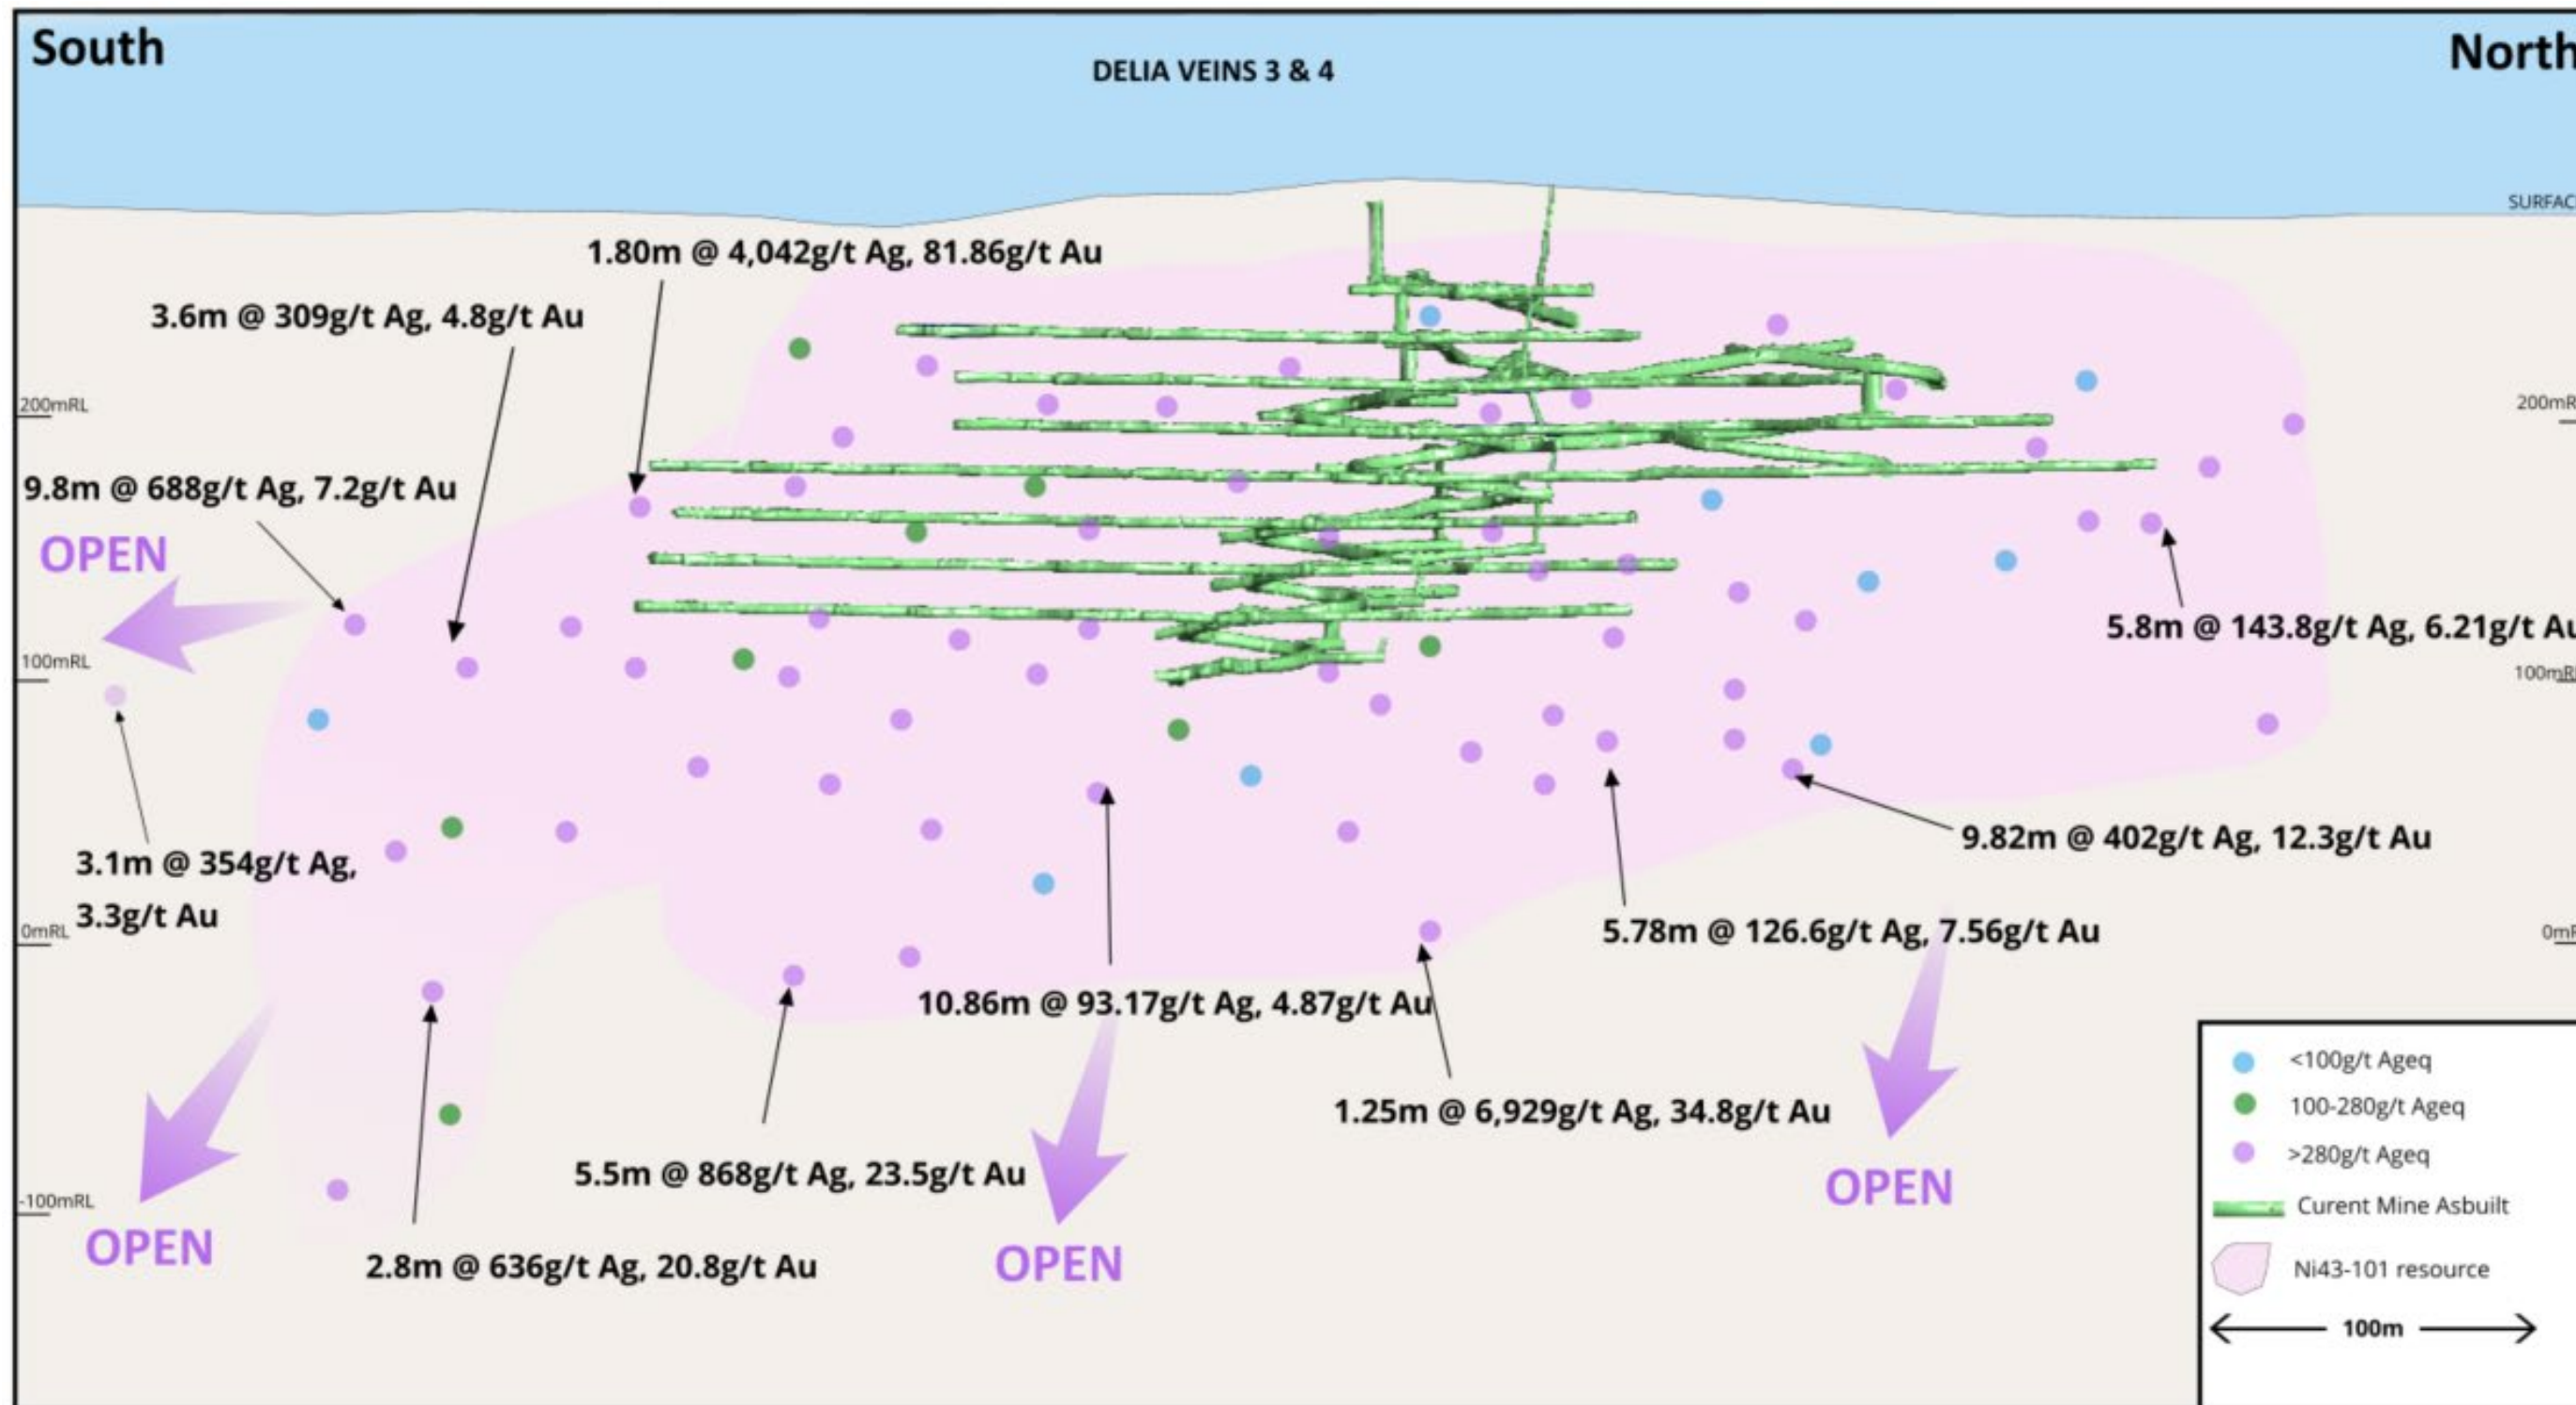 South
DELIA VEINS 3 & 4
North
SURFAC
1.80m @ 4,042g/t Ag, 81.86g/t Au
3.6m @ 309g/t Ag, 4.8g/t Au
200mRL
200mR
9.8m @ 688g/t Ag, 7.2g/t Au
OPEN
5.8m @ 143.8g/t Ag, 6.21g/t Au
100mRL
100mRL
9.82m @ 402g/t Ag, 12.3g/t Au
3.1m @ 354g/t Ag,
3.3g/t Au
0mRL
5.78m @ 126.6g/t Ag, 7.56g/t Au
0mR
10.86m @ 93.17g/t Ag, 4.87g/t Au
1.25m @ 6,929g/t Ag, 34.8g/t Au
5.5m @ 868g/t Ag, 23.5g/t Au
OPEN
-100mRL
OPEN
OPEN
2.8m @ 636g/t Ag, 20.8g/t Au
<100g/t Ageq
100-280g/t Ageq
>280g/t Ageq
Curent Mine Asbuilt
Ni43-101 resource
100m